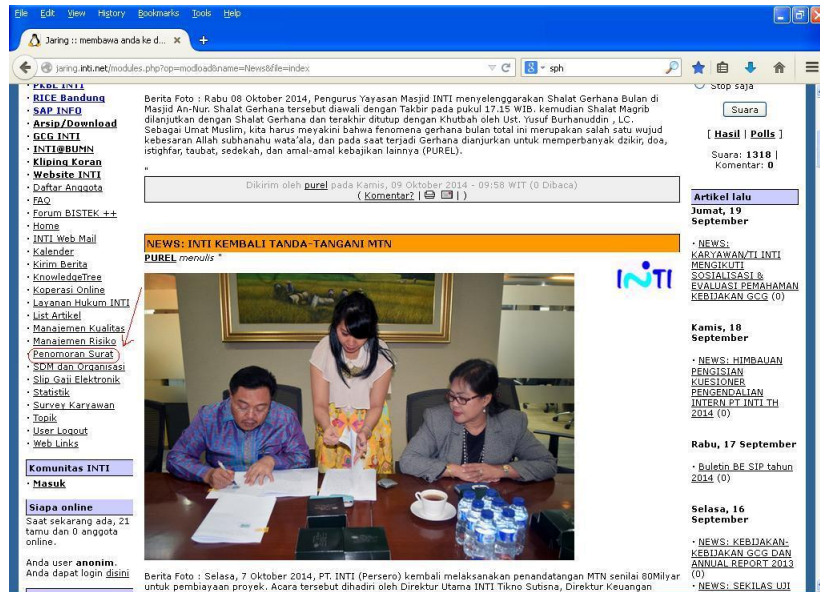 File Edit View History Bookmarks Tools Help
Jaring :: membawa anda ke d...
jaring.inti.net/modules.php?op=modload&name=News&file=index
sph
· PKBL INTI
· RICE Bandung
· SAP INFO
· Arsip/Download
· GCG INTI
· INTI@BUMN
· Kliping Koran
· Website INTI
· Daftar Anggota
· FAQ
· Forum BISTEK ++
· Home
· INTI Web Mail
· Kalender
· Kirim Berita
· KnowledgeTree
· Koperasi Online
· Layanan Hukum INTI
· List Artikel
· Manajemen Kualitas
· Manajemen Risiko
· Penomoran Surat
· SDM dan Organisasi
· Slip Gaji Elektronik
· Statistik
· Survey Karyawan
· Topik
· User Logout
· Web Links
Komunitas INTI
· Masuk
Siapa online
Saat sekarang ada, 21
tamu dan 0 anggota
online.
Anda user anonim.
Anda dapat login disini
Berita Foto : Rabu 08 Oktober 2014, Pengurus Yayasan Masjid INTI menyelenggarakan Shalat Gerhana Bulan di
Masjid An-Nur. Shalat Gerhana tersebut diawali dengan Takbir pada pukul 17.15 WIB. kemudian Shalat Magrib
dilanjutkan dengan Shalat Gerhana dan terakhir ditutup dengan Khutbah oleh Ust. Yusuf Burhanuddin , LC.
Sebagai Umat Muslim, kita harus meyakini bahwa fenomena gerhana bulan total ini merupakan salah satu wujud
kebesaran Allah subhanahu wata'ala, dan pada saat terjadi Gerhana dianjurkan untuk memperbanyak dzikir, doa,
istighfar, taubat, sedekah, dan amal-amal kebajikan lainnya (PUREL).
"
Dikirim oleh purel pada Kamis, 09 Oktober 2014 - 09:58 WIT (0 Dibaca)
( Komentar? | | )
NEWS: INTI KEMBALI TANDA-TANGANI MTN
PUREL menulis "
INTI
Berita Foto : Selasa, 7 Oktober 2014, PT. INTI (Persero) kembali melaksanakan penandatangan MTN senilai 80Milyar
untuk pembiayaan proyek. Acara tersebut dihadiri oleh Direktur Utama INTI Tikno Sutisna, Direktur Keuangan
Stop saja
Suara
[ Hasil | Polls ]
Suara: 1318 |
Komentar: 0
Artikel lalu
Jumat, 19
September
· NEWS:
KARYAWAN/TI INTI
MENGIKUTI
SOSIALISASI &
EVALUASI PEMAHAMAN
KEBIJAKAN GCG (0)
Kamis, 18
September
· NEWS: HIMBAUAN
PENGISIAN
KUESIONER
PENGENDALIAN
INTERN PT INTI TH
2014 (0)
Rabu, 17 September
· Buletin BE SIP tahun
2014 (0)
Selasa, 16
September
· NEWS: KEBIJAKAN-
KEBIJAKAN GCG DAN
ANNUAL REPORT 2013
(0)
· NEWS: SEKILAS UJI